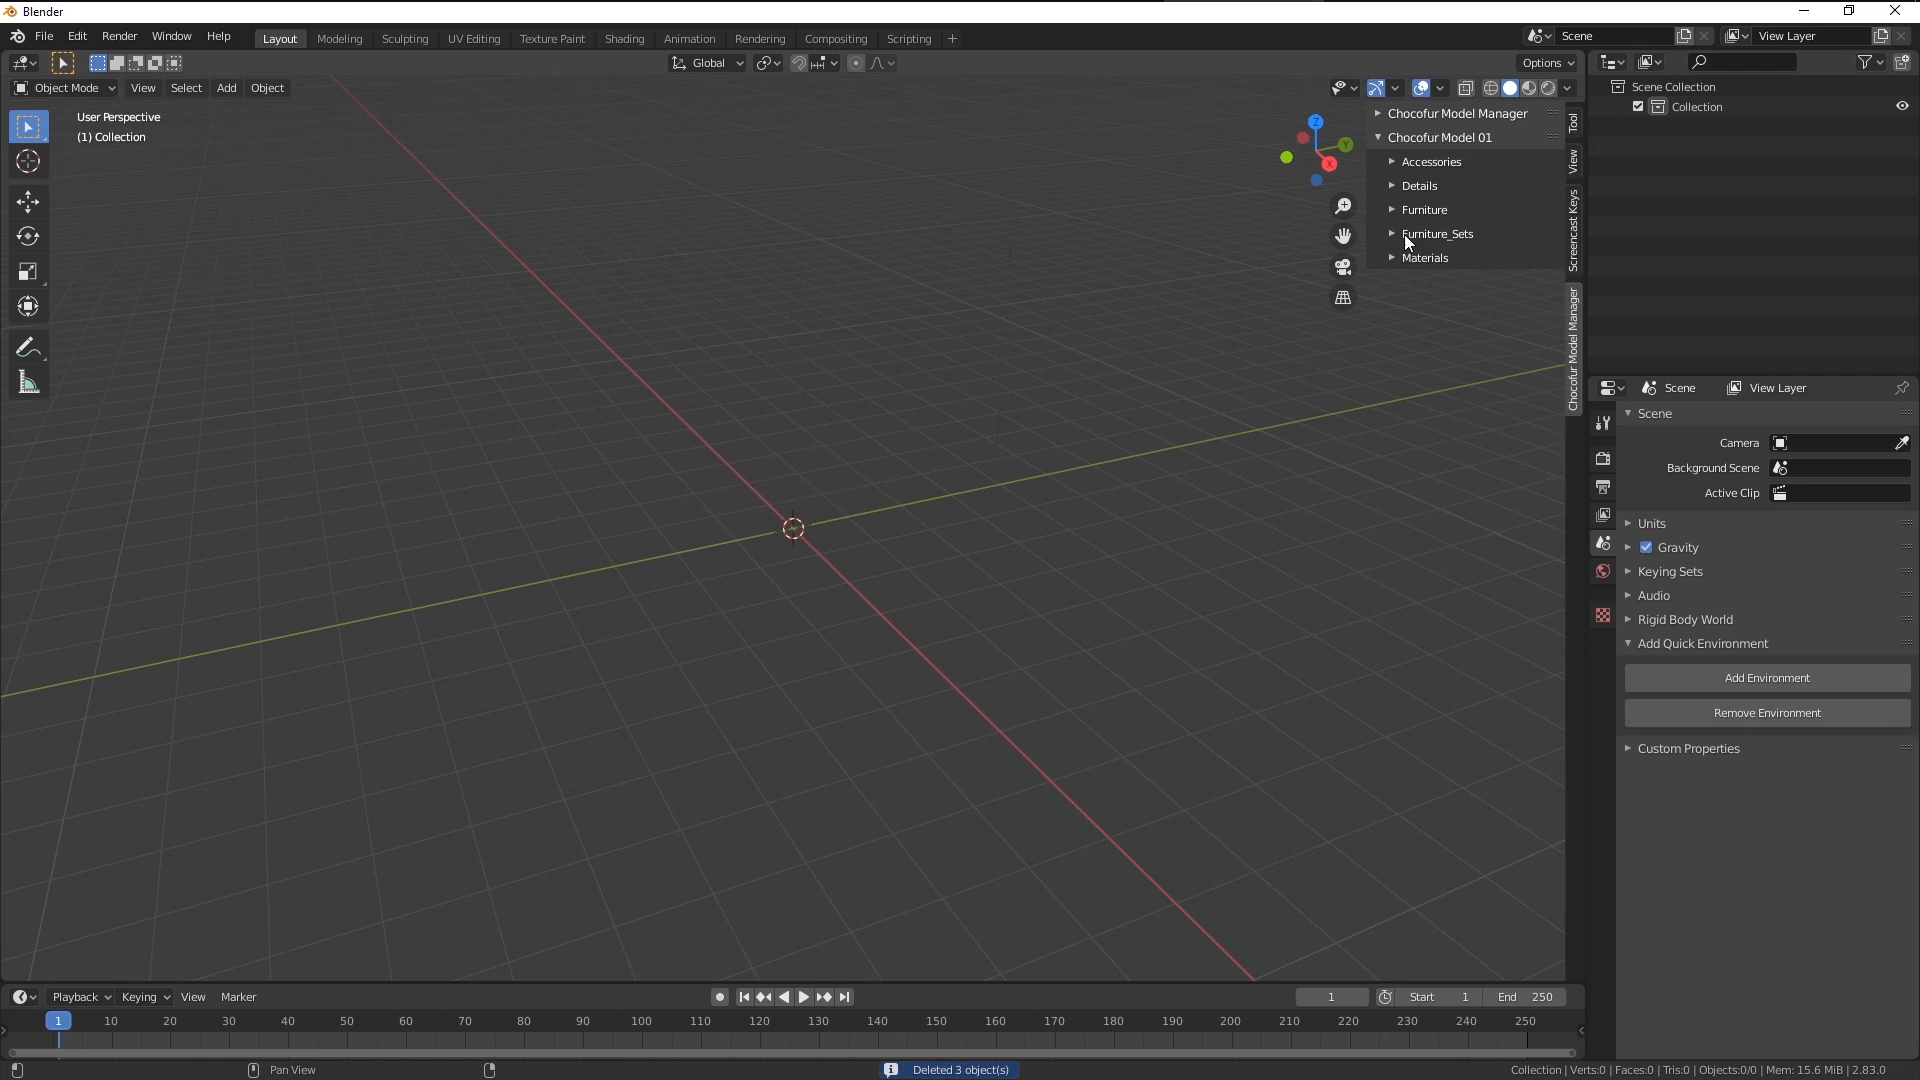 Blender
File Edit Render Window Help Layout Modeling Sculpting UV Editing Texture Paint Shading Animation Rendering Compositing Scripting + Scene View Layer
Global Options
Object Mode View Select Add Object
User Perspective
(1) Collection
Z
Y
X
Chocofur Model Manager
Chocofur Model 01
Accessories
Details
Furniture
Furniture_Sets
Materials
Tool
View
Screencast Keys
Chocofur Model Manager
Scene Collection
Collection
Scene View Layer
Scene
Camera
Background Scene
Active Clip
Units
Gravity
Keying Sets
Audio
Rigid Body World
Add Quick Environment
Add Environment
Remove Environment
Custom Properties
Playback Keying View Marker 1 Start 1 End 250
1 10 20 30 40 50 60 70 80 90 100 110 120 130 140 150 160 170 180 190 200 210 220 230 240 250
Pan View Deleted 3 object(s) Collection | Verts:0 | Faces:0 | Tris:0 | Objects:0/0 | Mem: 15.6 MiB | 2.83.0